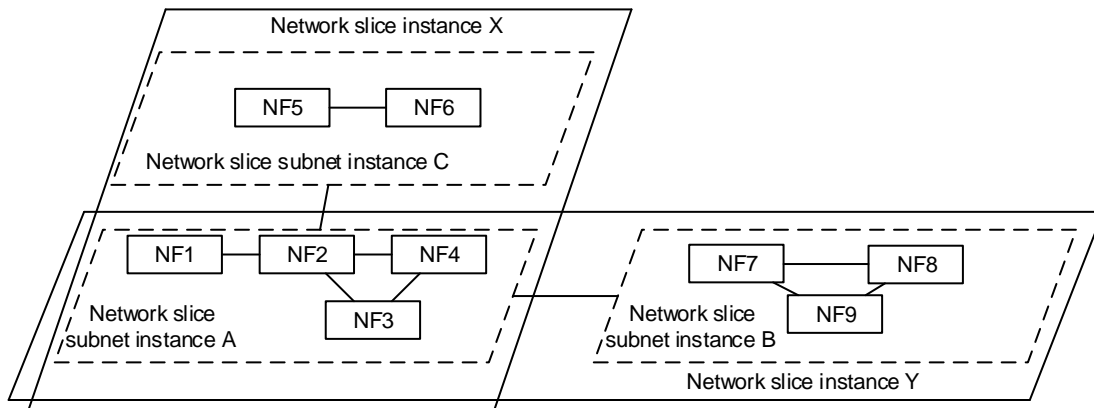 Network slice instance X
NF5
NF6
Network slice subnet instance C
NF1
NF2
NF4
NF3
Network slice
subnet instance A
NF7
NF8
NF9
Network slice
subnet instance B
Network slice instance Y